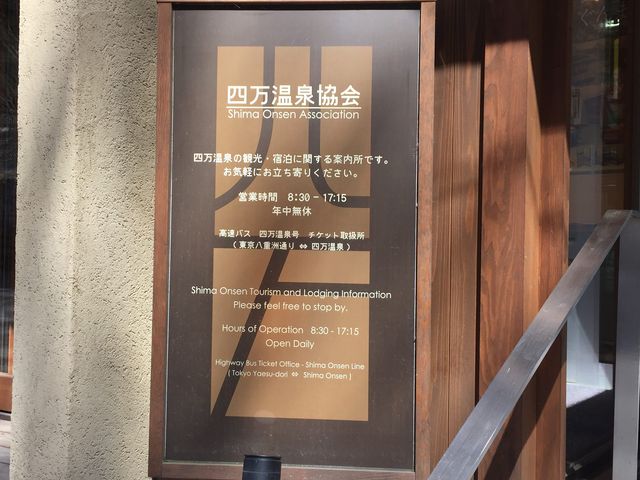 四万温泉協会
Shima Onsen Association
四万温泉の観光・宿泊に関する案内所です。
お気軽にお立ち寄りください。
営業時間 8:30 - 17:15
年中無休
高速バス 四万温泉号 チケット取扱所
(東京八重洲通り ⇔ 四万温泉)
Shima Onsen Tourism and Lodging Information
Please feel free to stop by.
Hours of Operation 8:30 - 17:15
Open Daily
Highway Bus Ticket Office - Shima Onsen Line
( Tokyo Yaesu-dori ⇔ Shima Onsen )